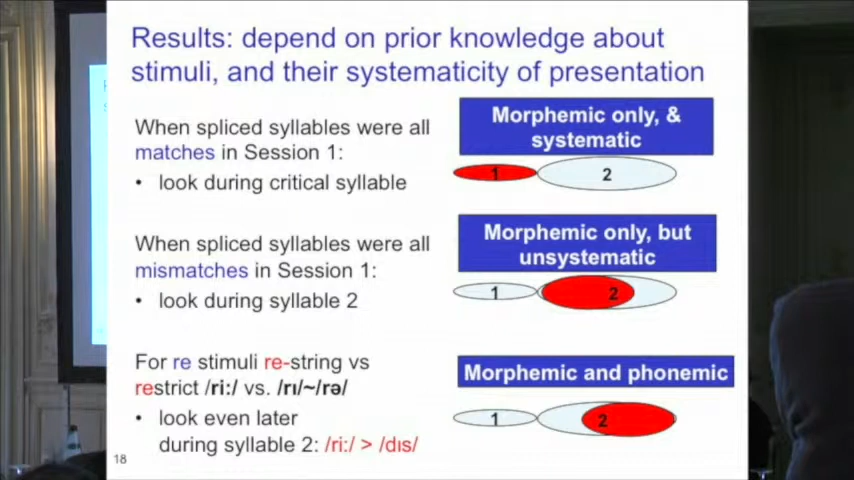 Results: depend on prior knowledge about
stimuli, and their systematicity of presentation
When spliced syllables were all
matches in Session 1:
• look during critical syllable
Morphemic only, &
systematic
1
2
When spliced syllables were all
mismatches in Session 1:
• look during syllable 2
Morphemic only, but
unsystematic
1
2
For re stimuli re-string vs
restrict /ri:/ vs. /rɪ/~/rə/
• look even later
during syllable 2: /ri:/ > /dɪs/
Morphemic and phonemic
1
2
18